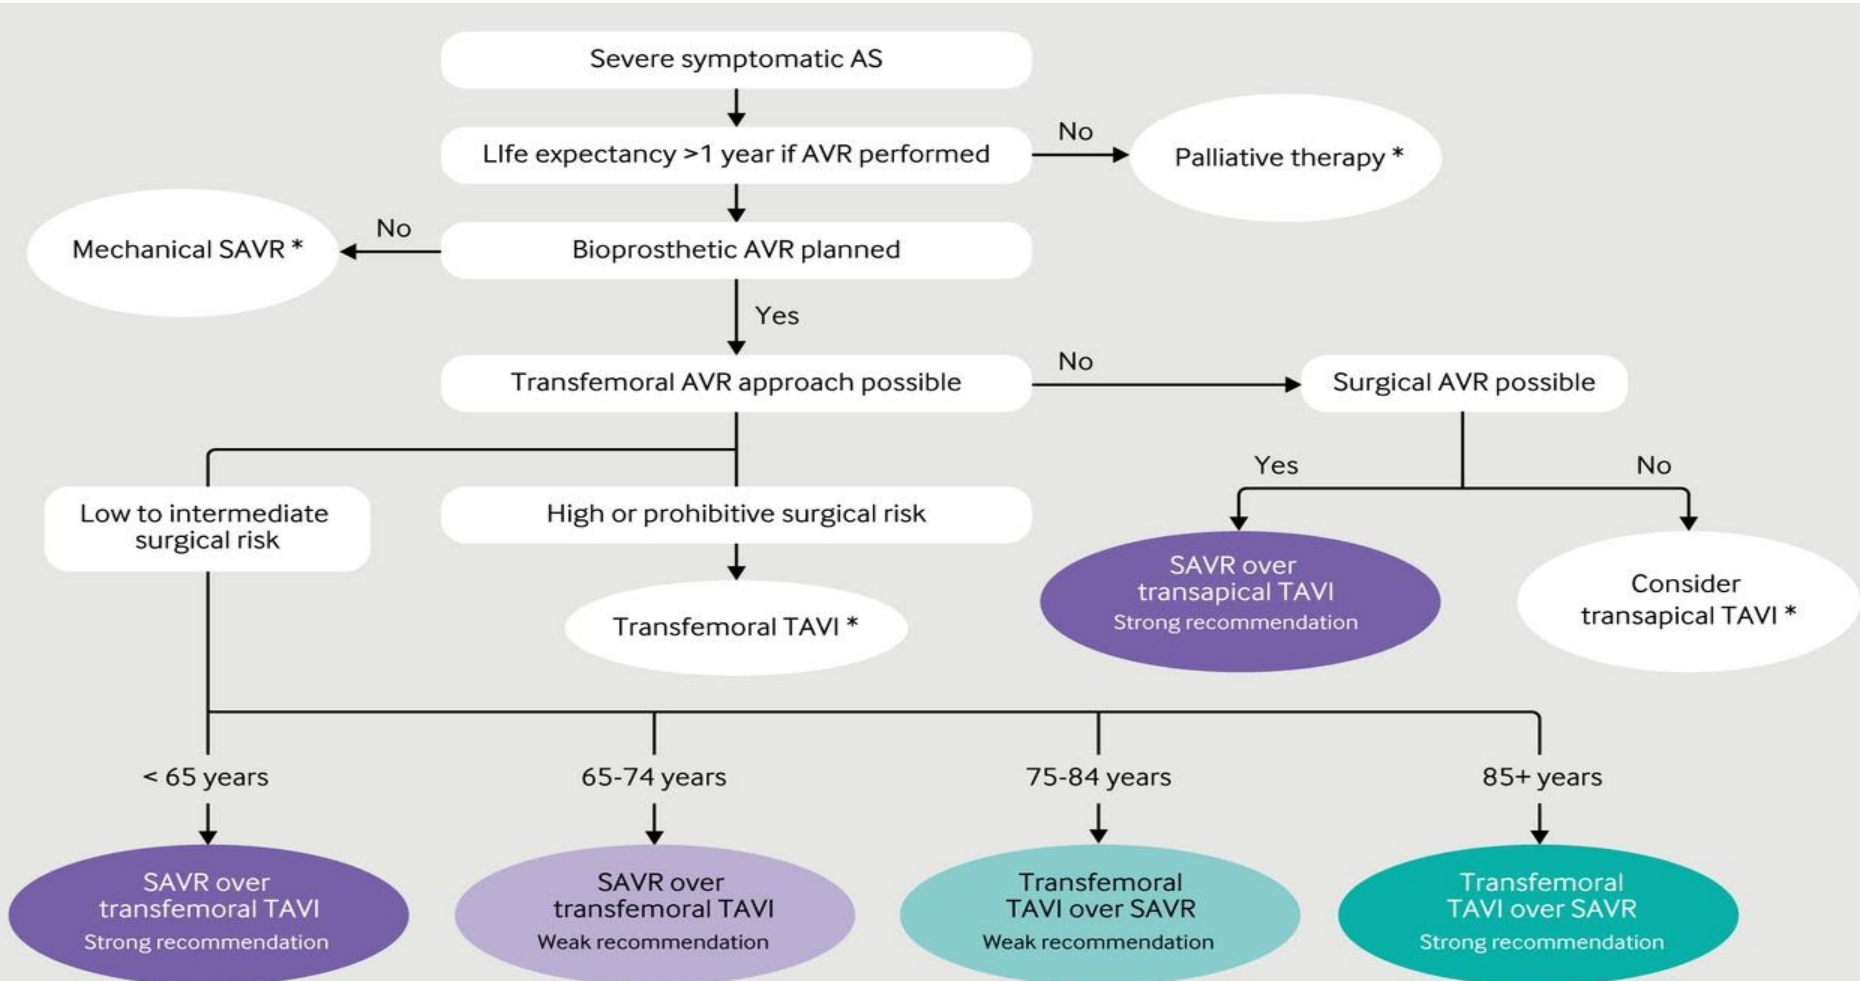 Severe symptomatic AS
LIfe expectancy >1 year if AVR performed
No
Palliative therapy *
Mechanical SAVR *
No
Bioprosthetic AVR planned
Yes
Transfemoral AVR approach possible
No
Surgical AVR possible
Yes
No
Low to intermediate
surgical risk
High or prohibitive surgical risk
SAVR over
transapical TAVI
Strong recommendation
Consider
transapical TAVI *
Transfemoral TAVI *
< 65 years
65-74 years
75-84 years
85+ years
SAVR over
transfemoral TAVI
Strong recommendation
SAVR over
transfemoral TAVI
Weak recommendation
Transfemoral
TAVI over SAVR
Weak recommendation
Transfemoral
TAVI over SAVR
Strong recommendation